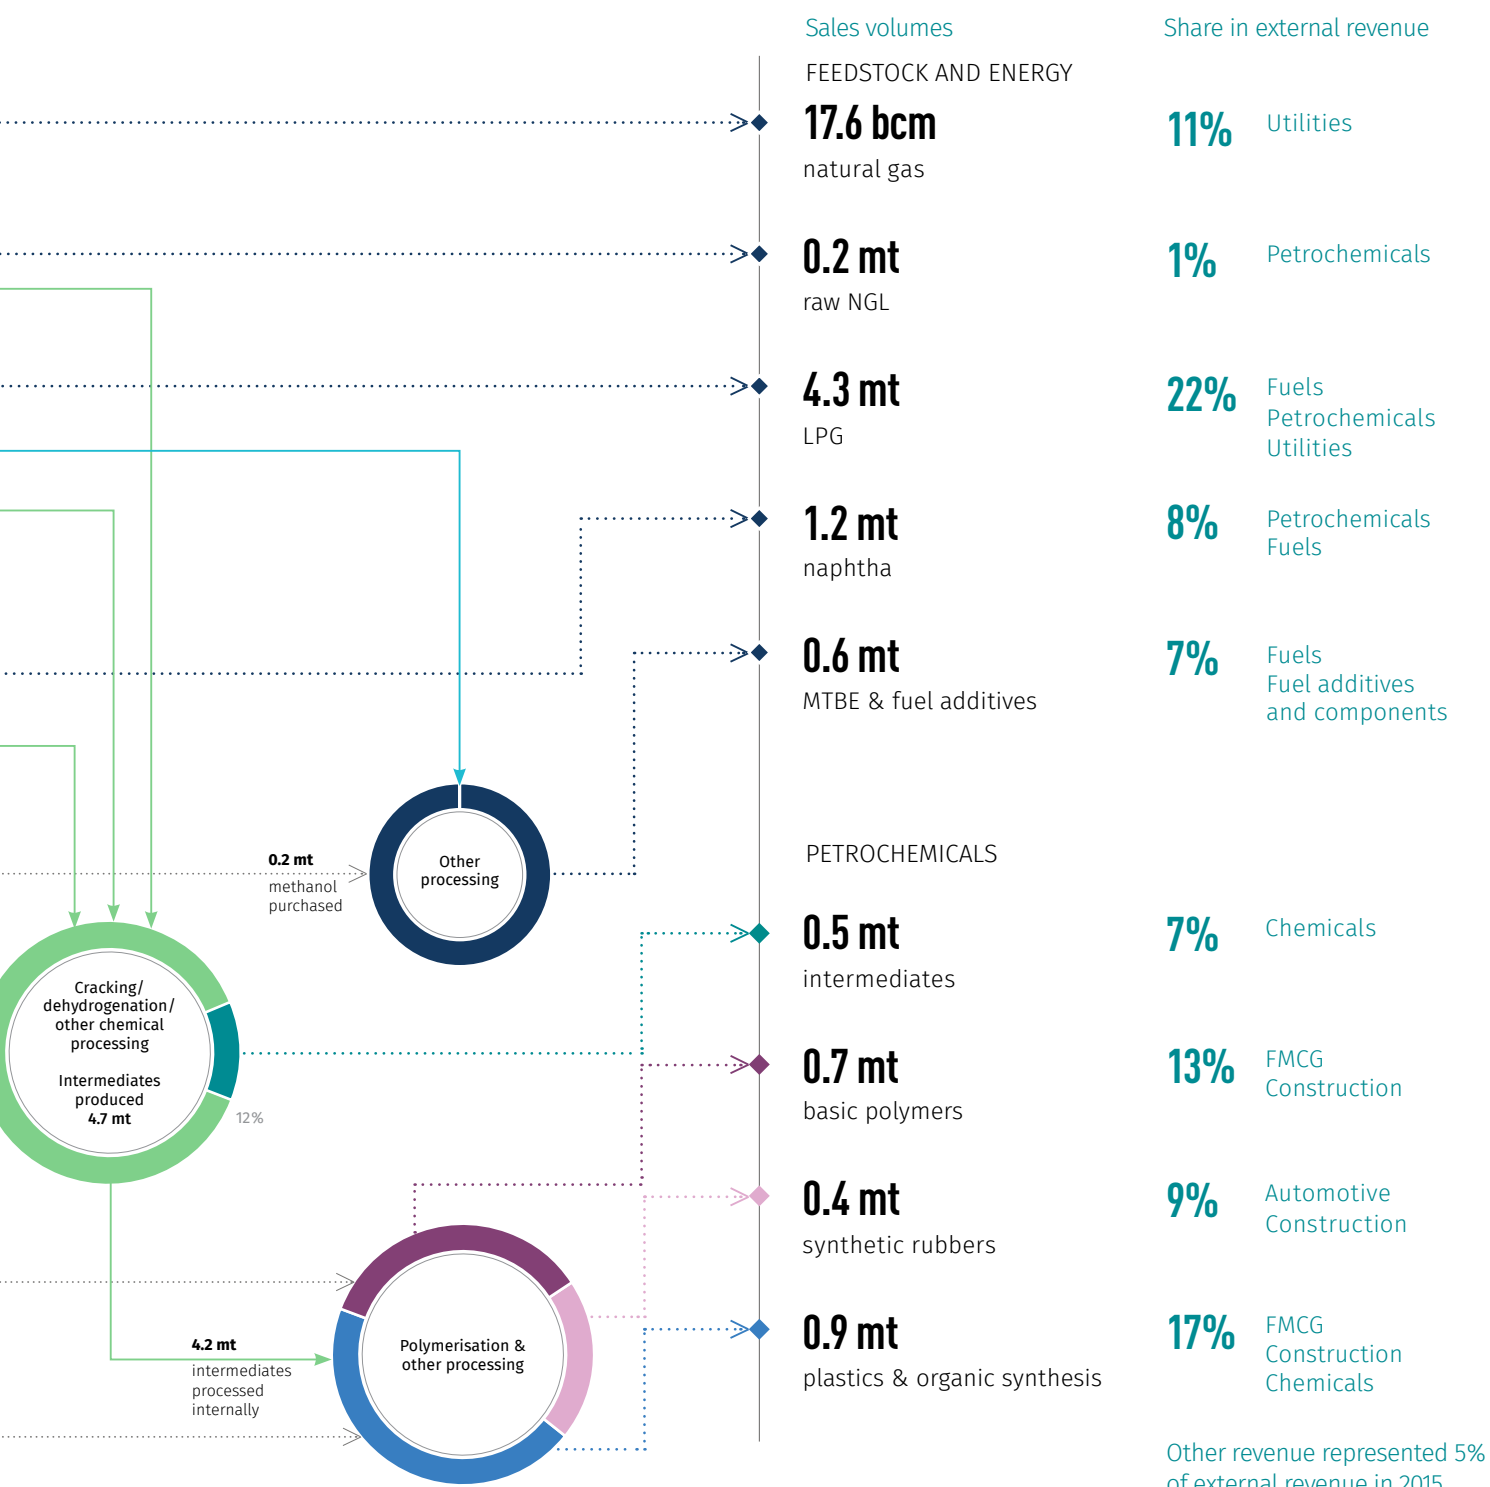 Sales volumes
Share in external revenue
FEEDSTOCK AND ENERGY
17.6 bcm
natural gas
11%
Utilities
0.2 mt
raw NGL
1%
Petrochemicals
4.3 mt
LPG
22%
Fuels
Petrochemicals
Utilities
1.2 mt
naphtha
8%
Petrochemicals
Fuels
0.6 mt
MTBE & fuel additives
7%
Fuels
Fuel additives
and components
0.2 mt
methanol
purchased
Other
processing
PETROCHEMICALS
0.5 mt
intermediates
7%
Chemicals
Cracking/
dehydrogenation/
other chemical
processing
Intermediates
produced
4.7 mt
12%
0.7 mt
basic polymers
13%
FMCG
Construction
0.4 mt
synthetic rubbers
9%
Automotive
Construction
4.2 mt
intermediates
processed
internally
Polymerisation &
other processing
0.9 mt
plastics & organic synthesis
17%
FMCG
Construction
Chemicals
Other revenue represented 5%
of external revenue in 2015